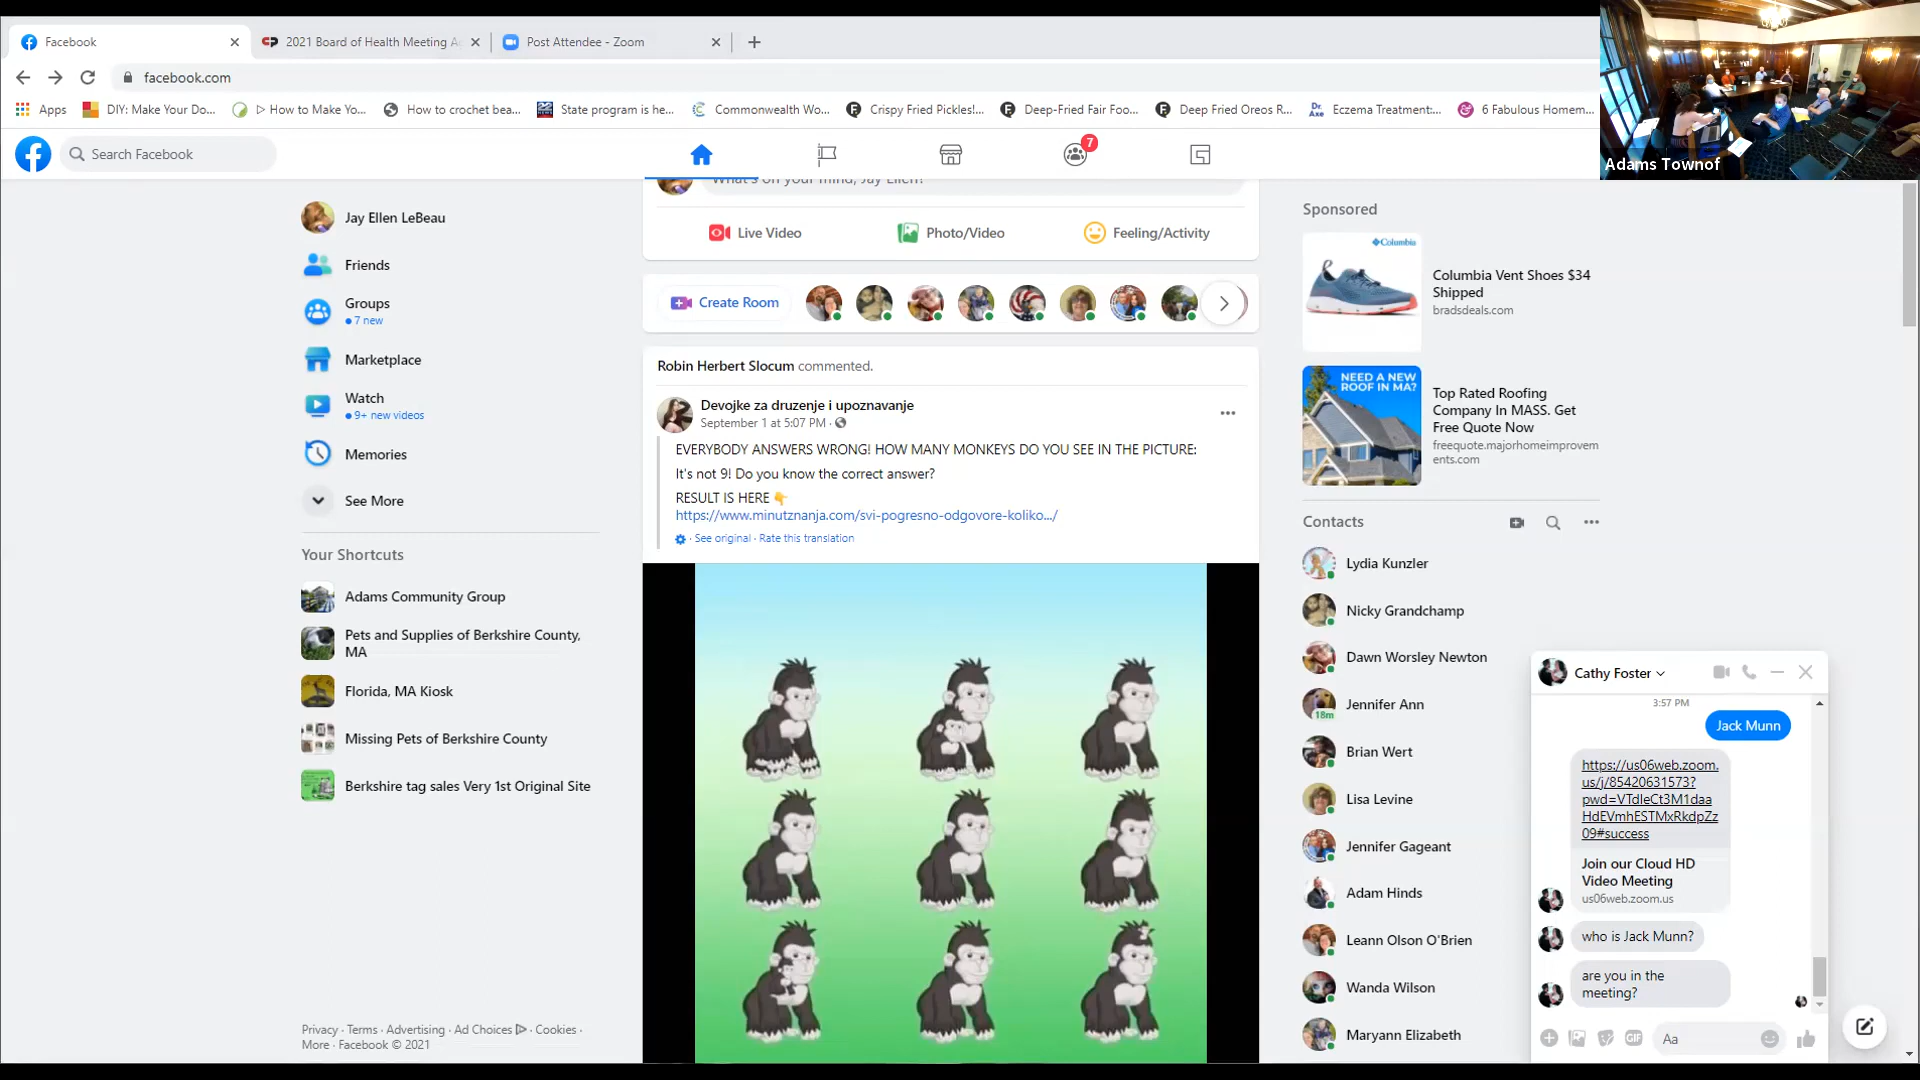 Facebook
2021 Board of Health Meeting A
Post Attendee - Zoom
facebook.com
Apps
DIY: Make Your Do...
How to Make Yo...
How to crochet bea...
State program is he...
Commonwealth Wo...
Crispy Fried Pickles!...
Deep-Fried Fair Foo...
Deep Fried Oreos R...
Dr. Axe
Eczema Treatment:...
6 Fabulous Homem...
Adams Townof
Search Facebook
7
Jay Ellen LeBeau
Friends
Groups
7 new
Marketplace
Watch
9+ new videos
Memories
See More
Your Shortcuts
Adams Community Group
Pets and Supplies of Berkshire County,
MA
Florida, MA Kiosk
Missing Pets of Berkshire County
Berkshire tag sales Very 1st Original Site
Privacy · Terms · Advertising · Ad Choices · Cookies ·
More · Facebook © 2021
What's on your mind, Jay Ellen?
Live Video
Photo/Video
Feeling/Activity
Create Room
Robin Herbert Slocum commented.
Devojke za druzenje i upoznavanje
September 1 at 5:07 PM ·
EVERYBODY ANSWERS WRONG! HOW MANY MONKEYS DO YOU SEE IN THE PICTURE:
It's not 9! Do you know the correct answer?
RESULT IS HERE 👇
https://www.minutznanja.com/svi-pogresno-odgovore-koliko.../
· See original · Rate this translation
Sponsored
Columbia
Columbia Vent Shoes $34
Shipped
bradsdeals.com
NEED A NEW
ROOF IN MA?
Top Rated Roofing
Company In MASS. Get
Free Quote Now
freequote.majorhomeimprovem
ents.com
Contacts
Lydia Kunzler
Nicky Grandchamp
Dawn Worsley Newton
Jennifer Ann
18m
Brian Wert
Lisa Levine
Jennifer Gageant
Adam Hinds
Leann Olson O'Brien
Wanda Wilson
Maryann Elizabeth
Cathy Foster
3:57 PM
Jack Munn
https://us06web.zoom.
us/j/85420631573?
pwd=VTdIeCt3M1daa
HdEVmhESTMxRkdpZz
09#success
Join our Cloud HD
Video Meeting
us06web.zoom.us
who is Jack Munn?
are you in the
meeting?
GIF
Aa